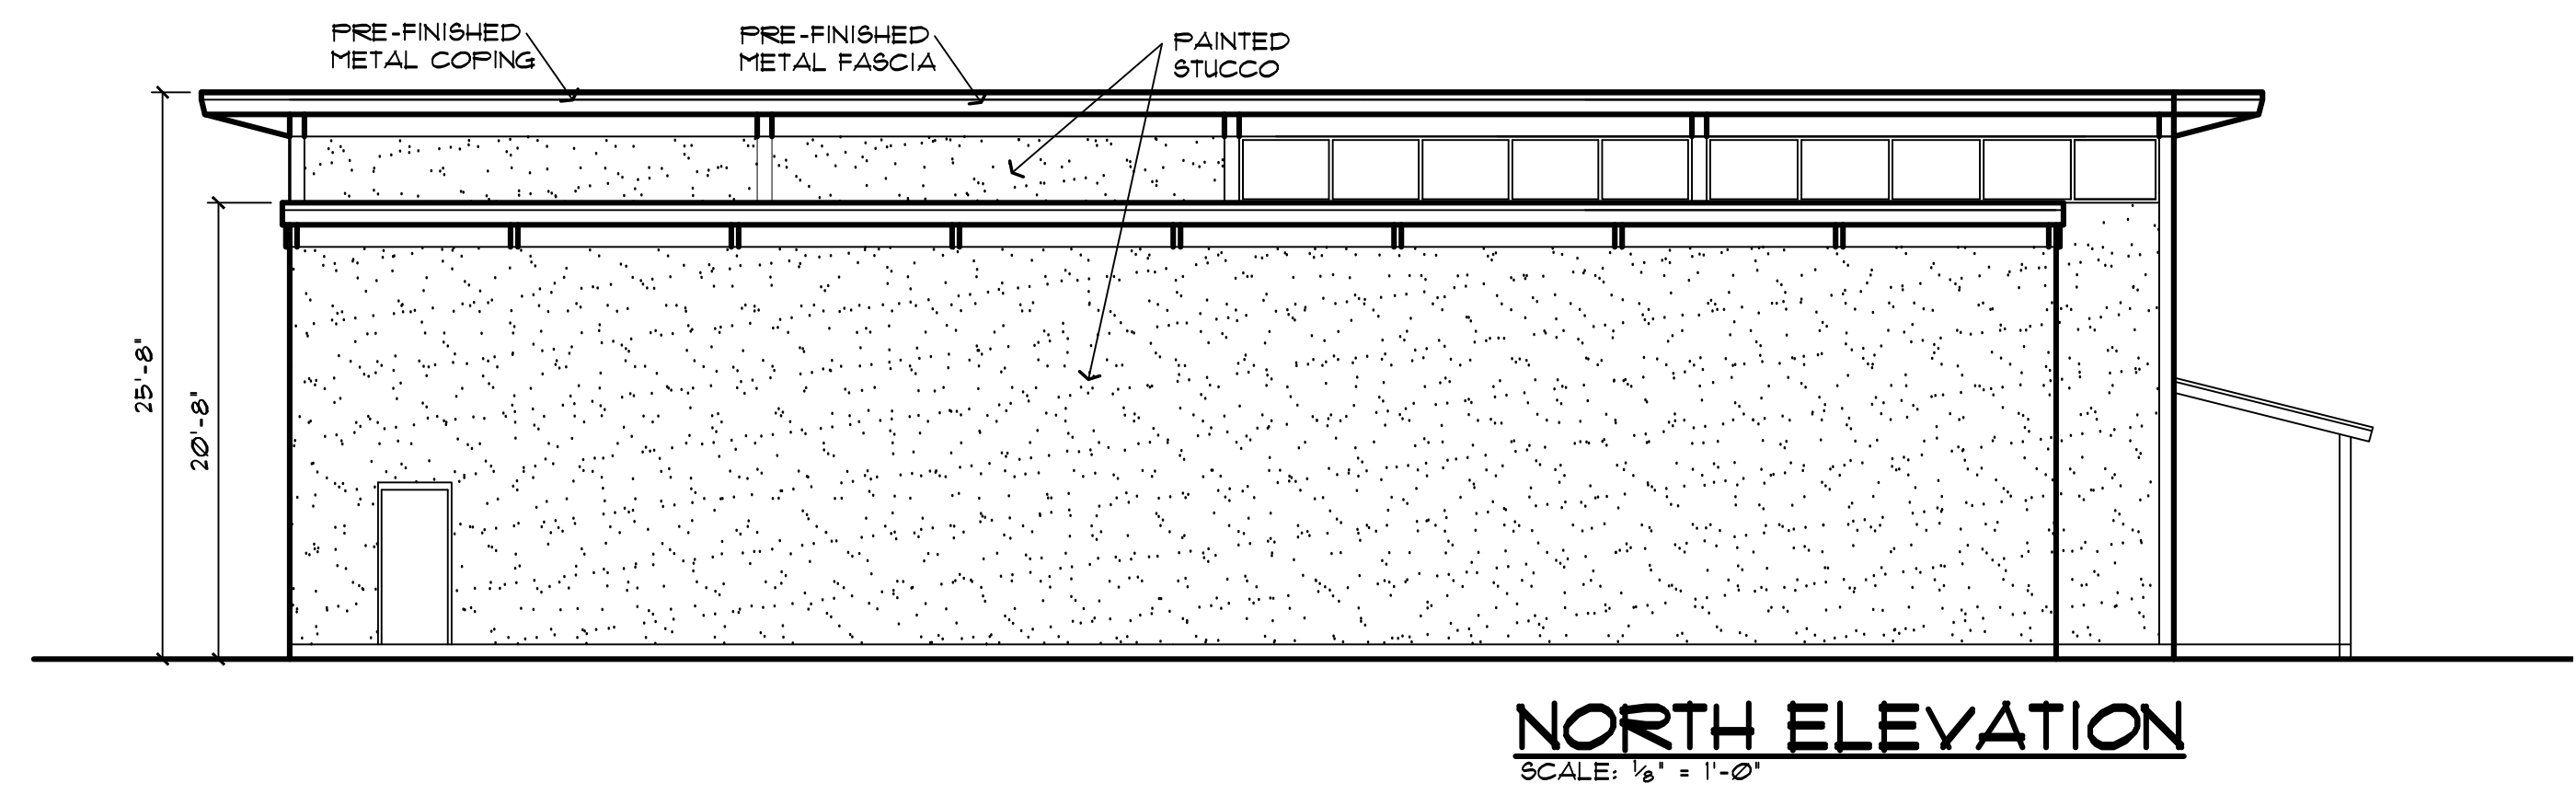 PRE-FINISHED
METAL COPING
PRE-FINISHED
METAL FASCIA
PAINTED
STUCCO
25'-8"
20'-8"
NORTH ELEVATION
SCALE: 1/8" = 1'-0"